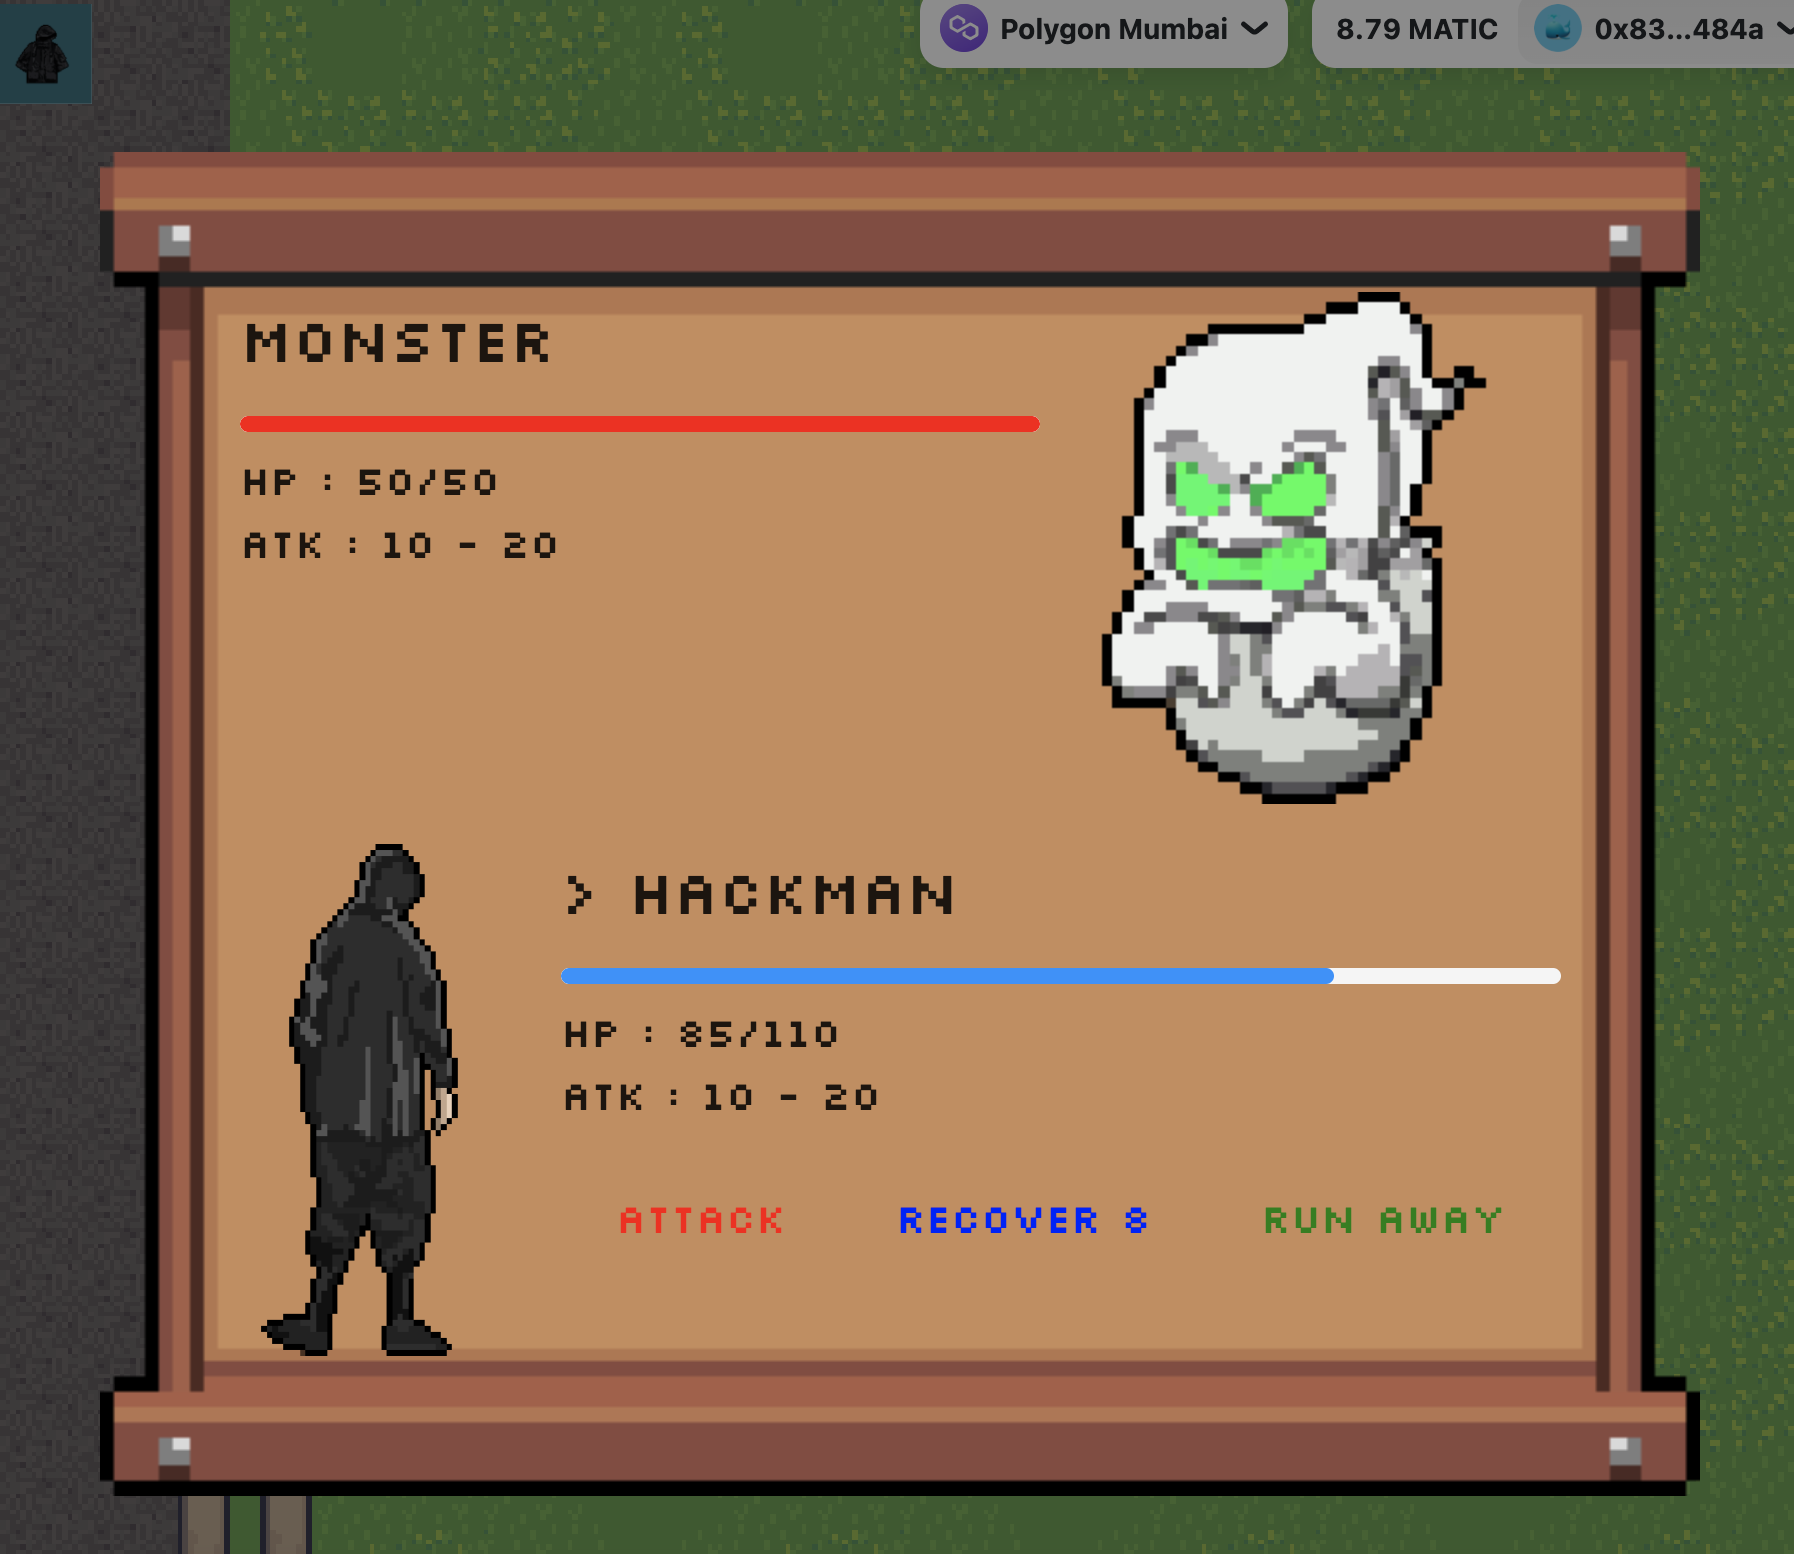 Polygon Mumbai
8.79 MATIC
0x83...484a
MONSTER
HP : 50/50
ATK : 10 - 20
> HACKMAN
HP : 85/110
ATK : 10 - 20
ATTACK
RECOVER 8
RUN AWAY